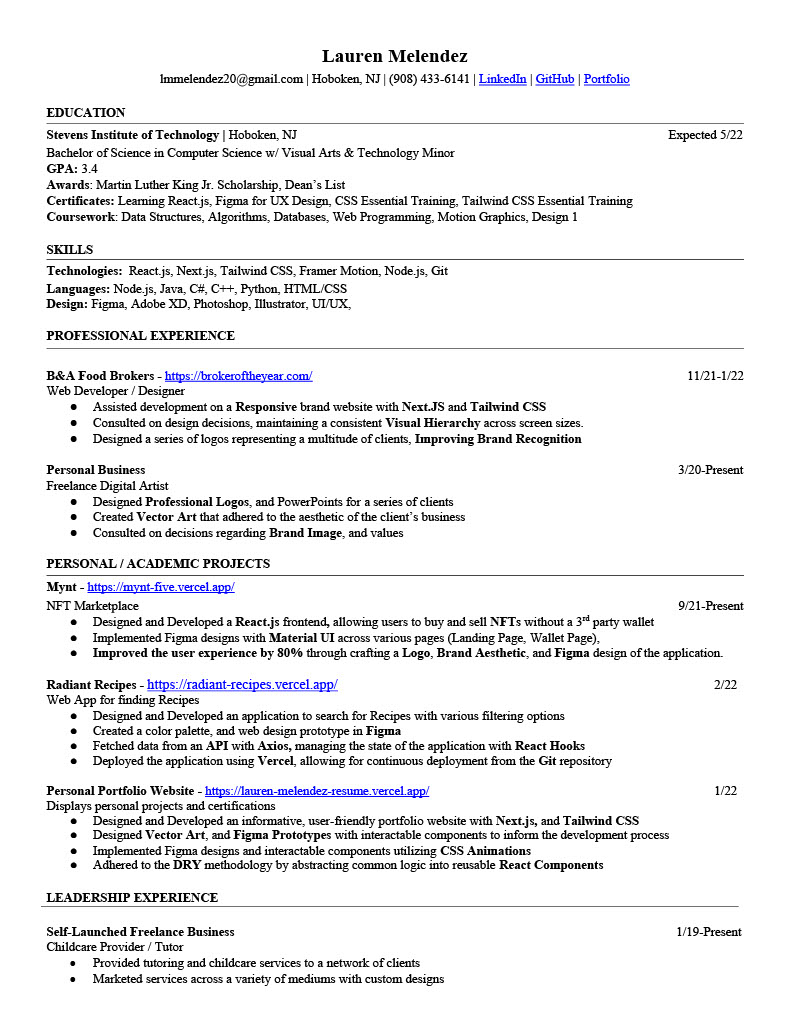 Lauren Melendez
lmmelendez20@gmail.com | Hoboken, NJ | (908) 433-6141 | LinkedIn | GitHub | Portfolio
EDUCATION
Stevens Institute of Technology | Hoboken, NJ Expected 5/22
Bachelor of Science in Computer Science w/ Visual Arts & Technology Minor
GPA: 3.4
Awards: Martin Luther King Jr. Scholarship, Dean's List
Certificates: Learning React.js, Figma for UX Design, CSS Essential Training, Tailwind CSS Essential Training
Coursework: Data Structures, Algorithms, Databases, Web Programming, Motion Graphics, Design 1
SKILLS
Technologies: React.js, Next.js, Tailwind CSS, Framer Motion, Node.js, Git
Languages: Node.js, Java, C#, C++, Python, HTML/CSS
Design: Figma, Adobe XD, Photoshop, Illustrator, UI/UX,
PROFESSIONAL EXPERIENCE
B&A Food Brokers - https://brokeroftheyear.com/ 11/21-1/22
Web Developer / Designer
● Assisted development on a Responsive brand website with Next.JS and Tailwind CSS
● Consulted on design decisions, maintaining a consistent Visual Hierarchy across screen sizes.
● Designed a series of logos representing a multitude of clients, Improving Brand Recognition
Personal Business 3/20-Present
Freelance Digital Artist
● Designed Professional Logos, and PowerPoints for a series of clients
● Created Vector Art that adhered to the aesthetic of the client's business
● Consulted on decisions regarding Brand Image, and values
PERSONAL / ACADEMIC PROJECTS
Mynt - https://mynt-five.vercel.app/
NFT Marketplace 9/21-Present
● Designed and Developed a React.js frontend, allowing users to buy and sell NFTs without a 3rd party wallet
● Implemented Figma designs with Material UI across various pages (Landing Page, Wallet Page),
● Improved the user experience by 80% through crafting a Logo, Brand Aesthetic, and Figma design of the application.
Radiant Recipes - https://radiant-recipes.vercel.app/ 2/22
Web App for finding Recipes
● Designed and Developed an application to search for Recipes with various filtering options
● Created a color palette, and web design prototype in Figma
● Fetched data from an API with Axios, managing the state of the application with React Hooks
● Deployed the application using Vercel, allowing for continuous deployment from the Git repository
Personal Portfolio Website - https://lauren-melendez-resume.vercel.app/ 1/22
Displays personal projects and certifications
● Designed and Developed an informative, user-friendly portfolio website with Next.js, and Tailwind CSS
● Designed Vector Art, and Figma Prototypes with interactable components to inform the development process
● Implemented Figma designs and interactable components utilizing CSS Animations
● Adhered to the DRY methodology by abstracting common logic into reusable React Components
LEADERSHIP EXPERIENCE
Self-Launched Freelance Business 1/19-Present
Childcare Provider / Tutor
• Provided tutoring and childcare services to a network of clients
• Marketed services across a variety of mediums with custom designs